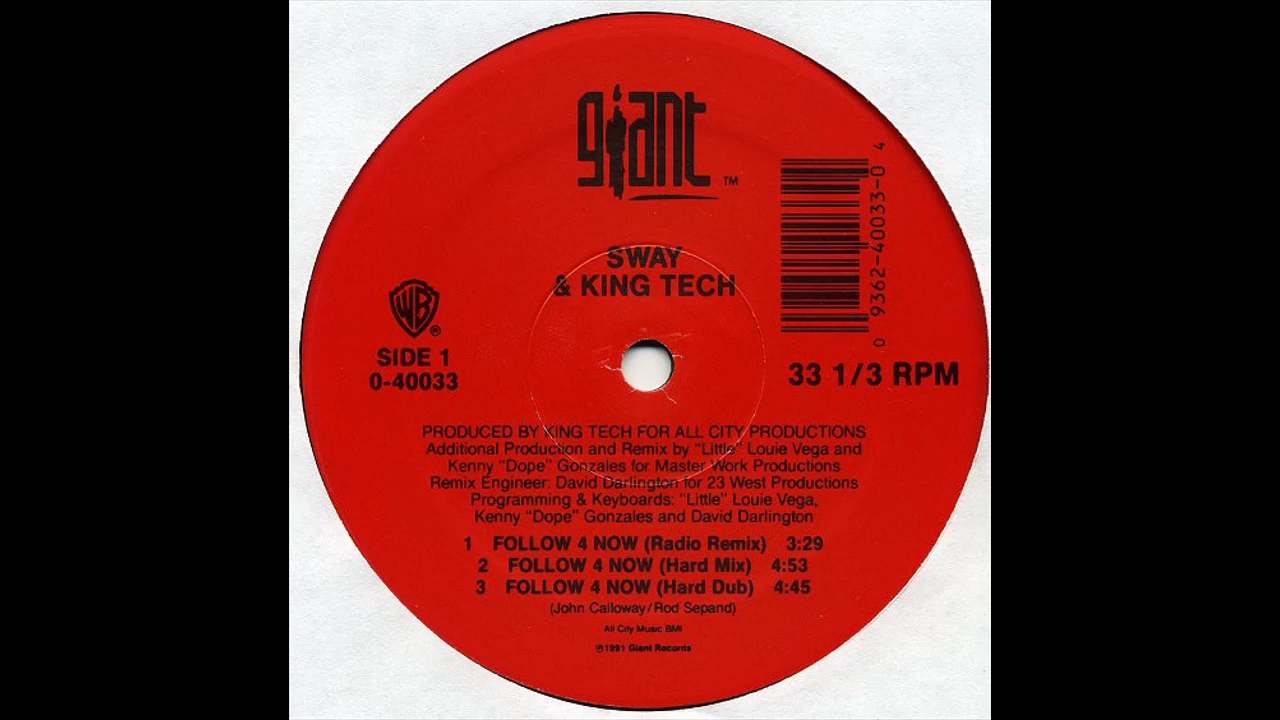 giant ™
SWAY
& KING TECH
0 9362-40033-0 4
WB®
SIDE 1
0-40033
33 1/3 RPM
PRODUCED BY KING TECH FOR ALL CITY PRODUCTIONS
Additional Production and Remix by "Little" Louie Vega and
Kenny "Dope" Gonzales for Master Work Productions
Remix Engineer: David Darlington for 23 West Productions
Programming & Keyboards: "Little" Louie Vega,
Kenny "Dope" Gonzales and David Darlington
1 FOLLOW 4 NOW (Radio Remix) 3:29
2 FOLLOW 4 NOW (Hard Mix) 4:53
3 FOLLOW 4 NOW (Hard Dub) 4:45
(John Calloway/Rod Sepand)
All City Music BMI
℗1991 Giant Records